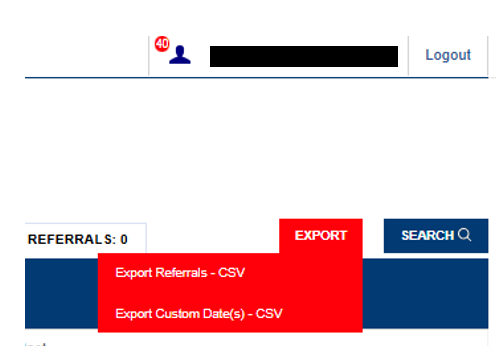 40
Logout
REFERRALS: 0
EXPORT
SEARCH
Export Referrals - CSV
Export Custom Date(s) - CSV